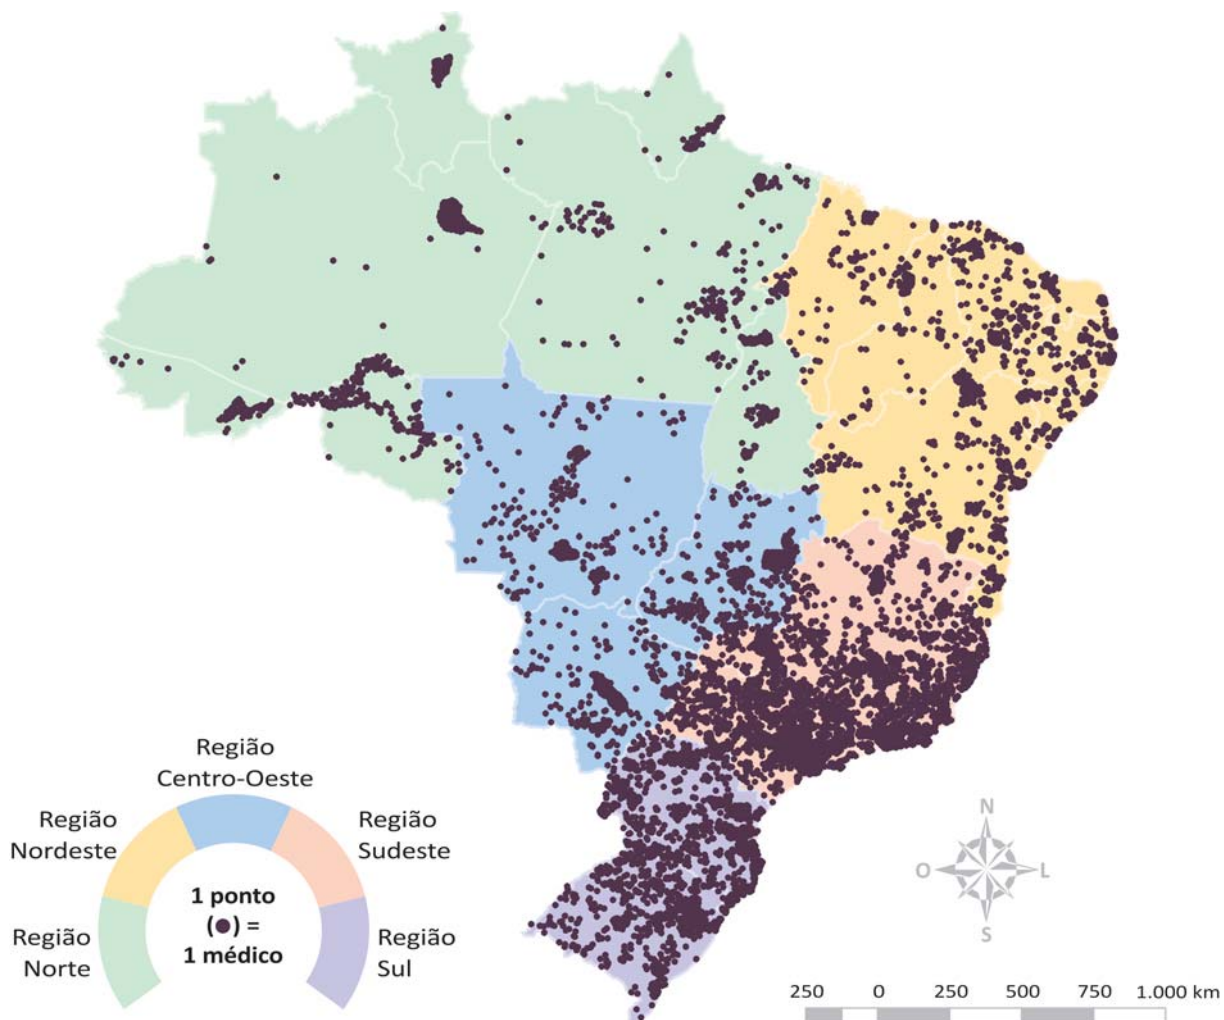 Região
Centro-Oeste
Região
Nordeste
Região
Sudeste
1 ponto
(●) =
1 médico
Região
Norte
Região
Sul
N
O
L
S
250 0 250 500 750 1.000 km